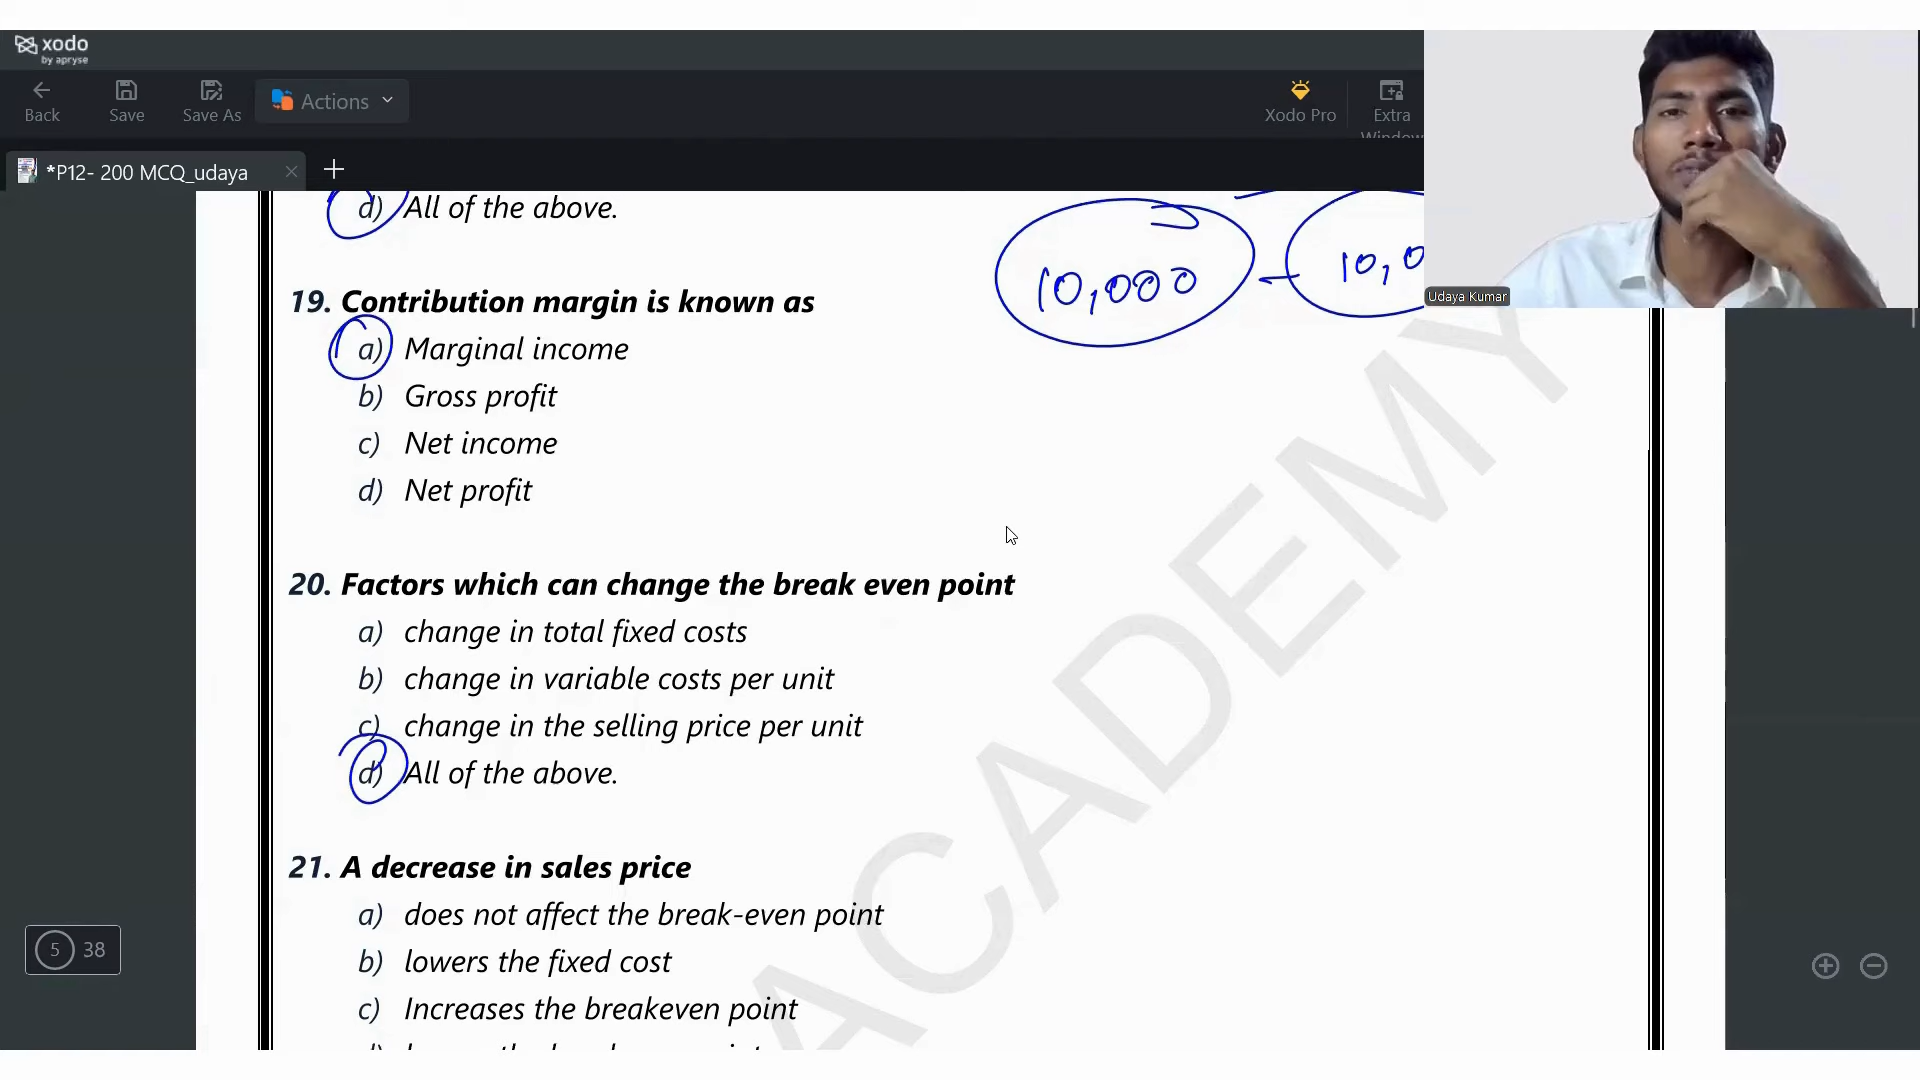 xodo
by apryse
Back
Save
Save As
Actions
Xodo Pro
Extra
Window
*P12- 200 MCQ_udaya
Udaya Kumar
d) All of the above.
10,000 - 10,0
19. Contribution margin is known as
a) Marginal income
b) Gross profit
c) Net income
d) Net profit
20. Factors which can change the break even point
a) change in total fixed costs
b) change in variable costs per unit
c) change in the selling price per unit
d) All of the above.
21. A decrease in sales price
a) does not affect the break-even point
b) lowers the fixed cost
c) Increases the breakeven point
5 38
ACADEMY